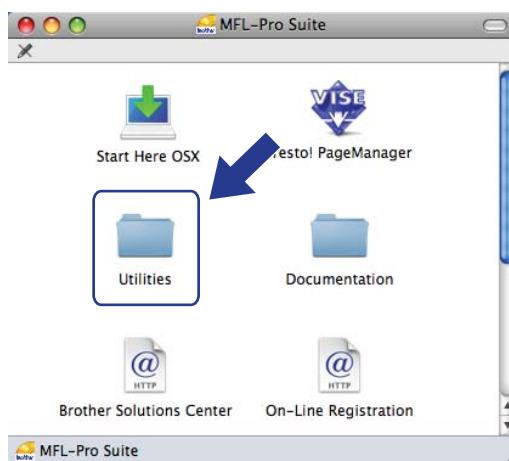 MFL-Pro Suite
VISE
Start Here OSX
resto! PageManager
Utilities
Documentation
@
HTTP
@
HTTP
Brother Solutions Center
On-Line Registration
MFL-Pro Suite